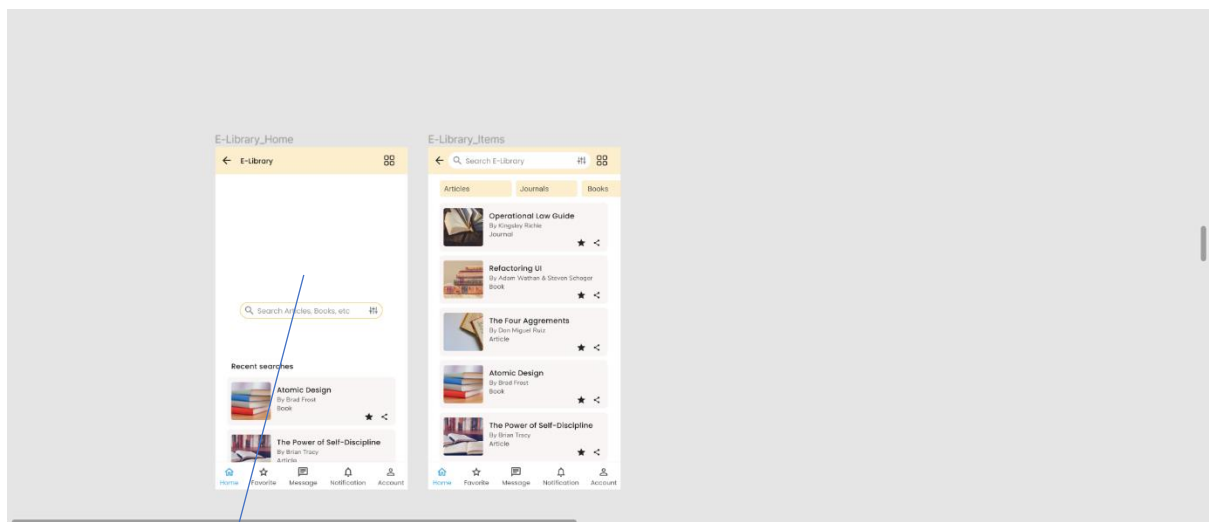 E-Library_Home
E-Library
Search Articles, Books, etc
Recent searches
Atomic Design
By Brad Frost
Book
The Power of Self-Discipline
By Brian Tracy
Article
Home Favorite Message Notification Account
E-Library_Items
Search E-Library
Articles Journals Books
Operational Law Guide
By Kingsley Richie
Journal
Refactoring UI
By Adam Wathan & Steven Schoger
Book
The Four Aggrements
By Don Miguel Ruiz
Article
Atomic Design
By Brad Frost
Book
The Power of Self-Discipline
By Brian Tracy
Article
Home Favorite Message Notification Account